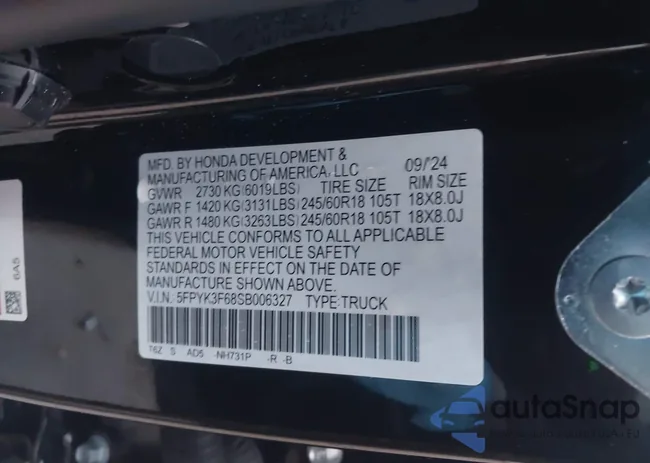 MFD. BY HONDA DEVELOPMENT &
MANUFACTURING OF AMERICA, LLC 09/'24
GVWR 2730 KG(6019LBS) TIRE SIZE RIM SIZE
GAWR F 1420 KG(3131LBS) 245/60R18 105T 18X8.0J
GAWR R 1480 KG(3263LBS) 245/60R18 105T 18X8.0J
THIS VEHICLE CONFORMS TO ALL APPLICABLE
FEDERAL MOTOR VEHICLE SAFETY
STANDARDS IN EFFECT ON THE DATE OF
MANUFACTURE SHOWN ABOVE.
V.I.N.: 5FPYK3F68SB006327 TYPE:TRUCK
T6Z S AD5 -NH731P -R -B
6A5
autoSnap